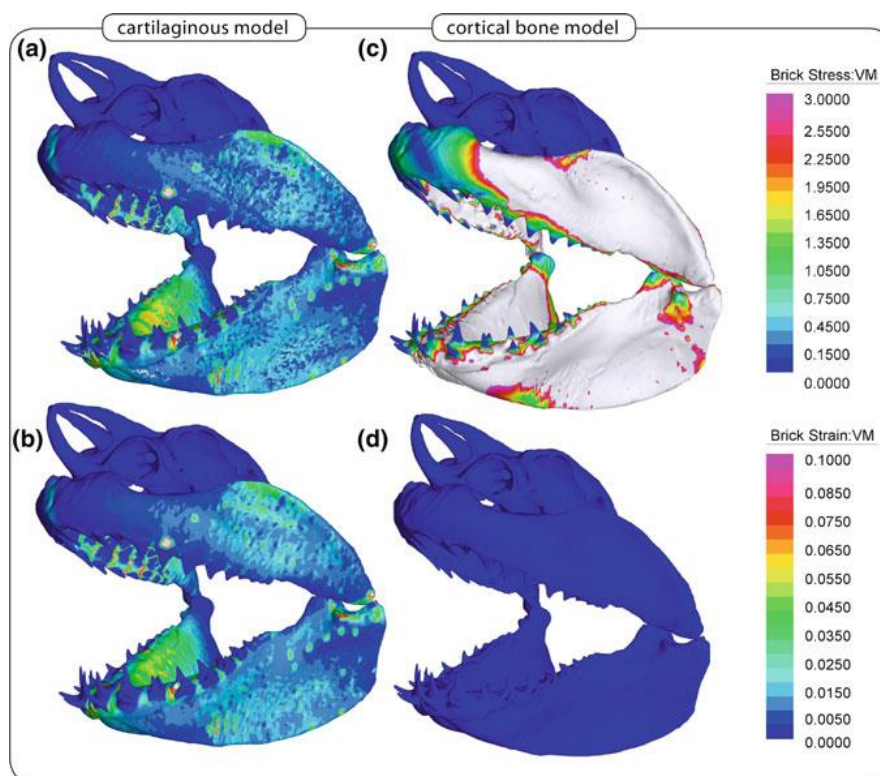 cartilaginous model
cortical bone model
(a)
(c)
Brick Stress:VM
3.0000
2.5500
2.2500
1.9500
1.6500
1.3500
1.0500
0.7500
0.4500
0.1500
0.0000
(b)
(d)
Brick Strain:VM
0.1000
0.0850
0.0750
0.0650
0.0550
0.0450
0.0350
0.0250
0.0150
0.0050
0.0000